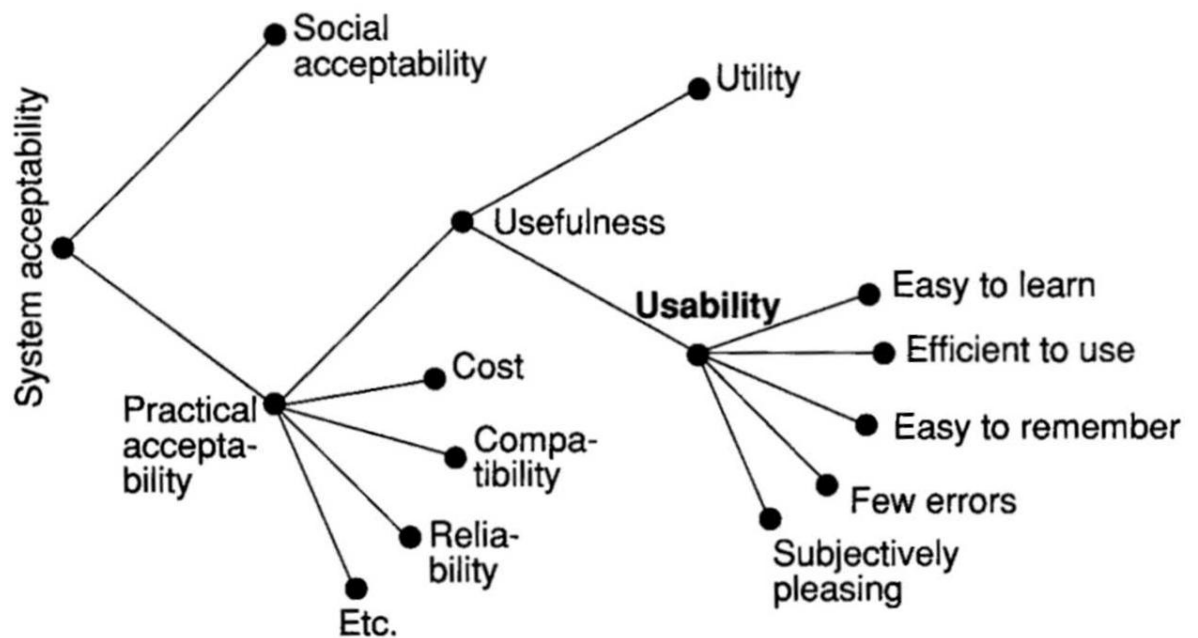 System acceptability
Social
acceptability
Utility
Usefulness
Usability
Easy to learn
Efficient to use
Easy to remember
Few errors
Subjectively
pleasing
Practical
accepta-
bility
Cost
Compa-
tibility
Relia-
bility
Etc.